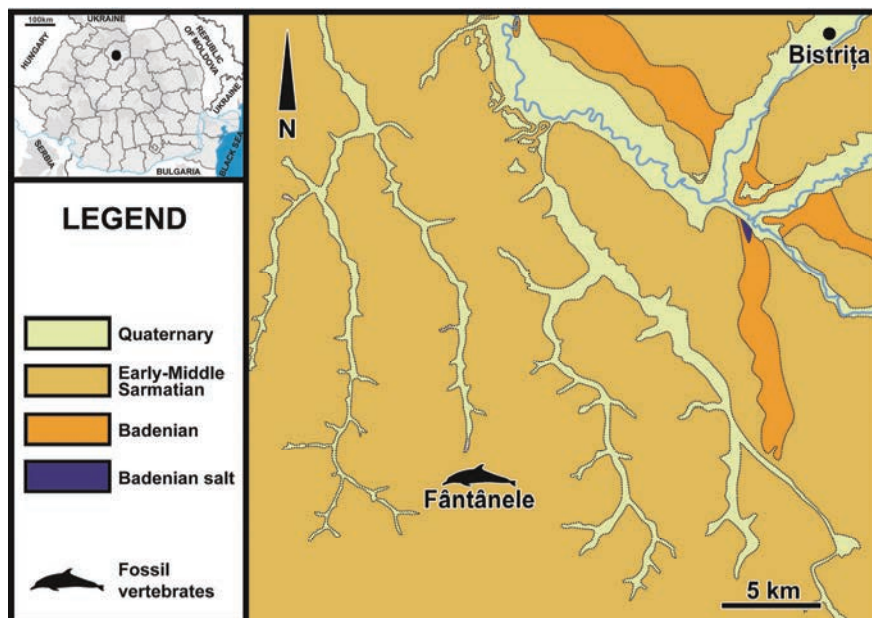 100km
UKRAINE
HUNGARY
REPUBLIC
OF MOLDOVA
UKRAINE
BLACK SEA
SERBIA
BULGARIA
LEGEND
Quaternary
Early-Middle
Sarmatian
Badenian
Badenian salt
Fossil
vertebrates
N
Bistrița
Fântânele
5 km